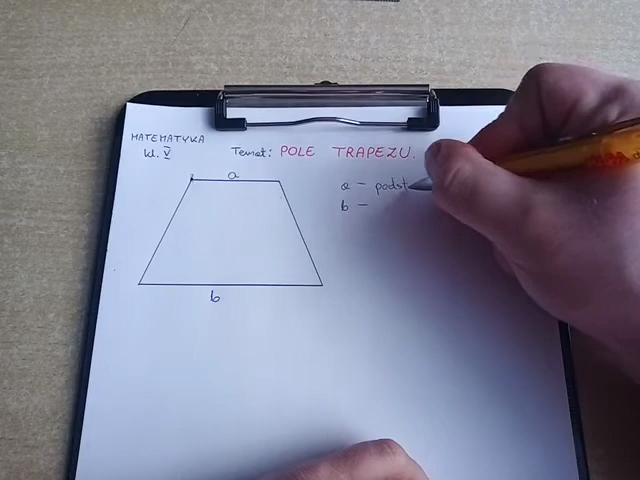 MATEMATYKA
kl. V Temat: POLE TRAPEZU.
a
a - podst
b -
b